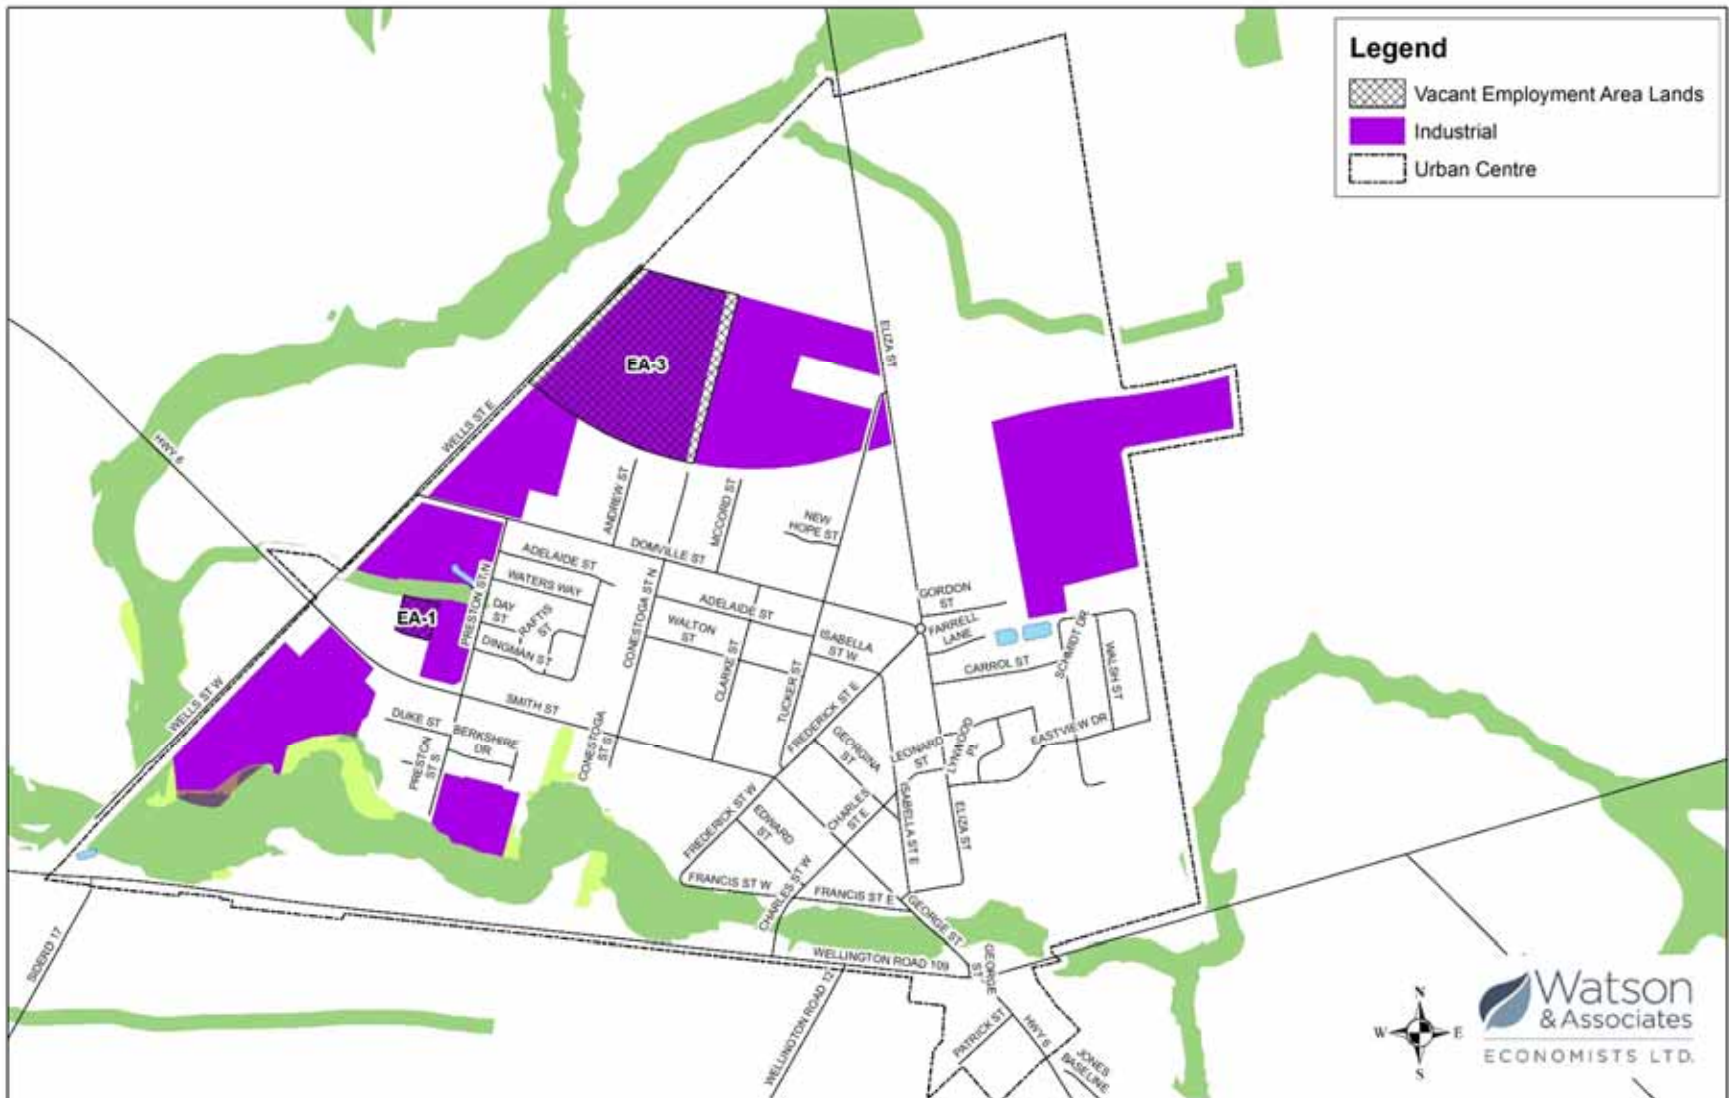 Legend
Vacant Employment Area Lands
Industrial
Urban Centre
ELIZA ST
EA-3
WELLS ST E
HWY 6
ANDREW ST
MCCORD ST
NEW
HOPE ST
DOMVILLE ST
ADELAIDE ST
WATERS WAY
PRESTON ST N
DAY
ST
RAFTIS
ST
DINGMAN ST
EA-1
CONESTOGA ST N
ADELAIDE ST
WALTON
ST
CLARKE ST
TUCKER ST
ISABELLA
ST W
GORDON
ST
FARRELL
LANE
CARROL ST
SCHMIDT DR
WALSH ST
EASTVIEW DR
WELLS ST W
SMITH ST
DUKE ST
BERKSHIRE
DR
PRESTON
ST S
CONESTOGA
ST S
FREDERICK ST E
GEORGINA
ST
LEONARD
ST
LYNWOOD
PL
CHARLES
ST E
ISABELLA ST E
ELIZA ST
FREDERICK ST W
EDWARD
ST
FRANCIS ST W
CHARLES ST W
FRANCIS ST E
GEORGE ST
GEORGE
ST
WELLINGTON ROAD 109
SIDERD 17
WELLINGTON ROAD 12
PATRICK ST
HWY 6
JONES
BASELINE
N
W
E
S
Watson
& Associates
ECONOMISTS LTD.